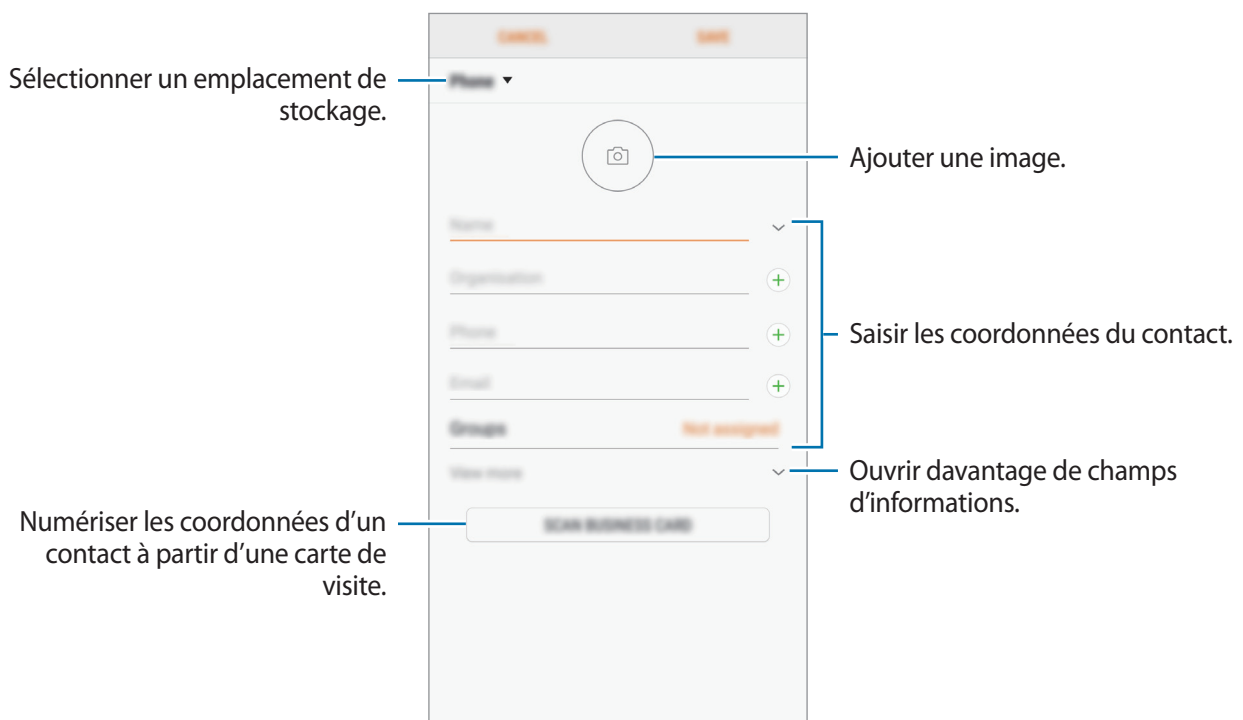 CANCEL
SAVE
Sélectionner un emplacement de
stockage.
Phone
Ajouter une image.
Name
Organisation
Phone
Saisir les coordonnées du contact.
Email
Groups
Not assigned
View more
Ouvrir davantage de champs
d'informations.
Numériser les coordonnées d'un
contact à partir d'une carte de
visite.
SCAN BUSINESS CARD